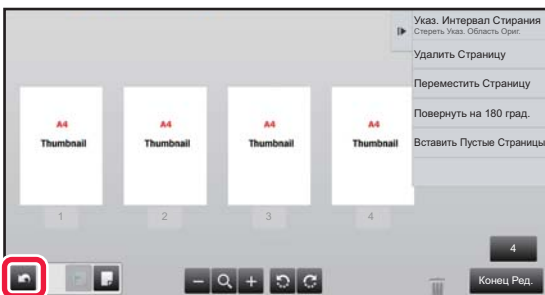 Указ. Интервал Стирания
Стереть Указ. Область Ориг.
Удалить Страницу
Переместить Страницу
Повернуть на 180 град.
Вставить Пустые Страницы
A4 A4 A4 A4
Thumbnail Thumbnail Thumbnail Thumbnail
1 2 3 4
4
Конец Ред.